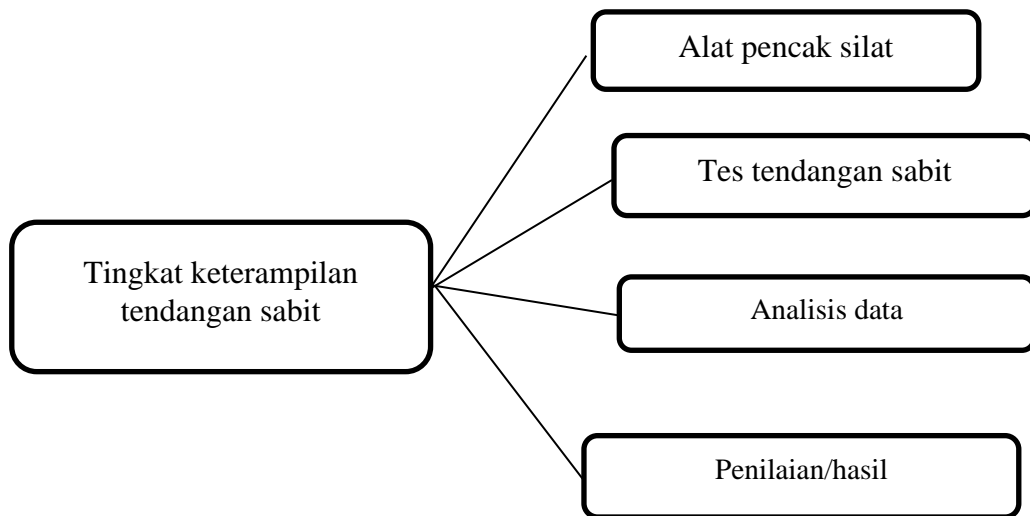 Alat pencak silat
Tes tendangan sabit
Tingkat keterampilan
tendangan sabit
Analisis data
Penilaian/hasil